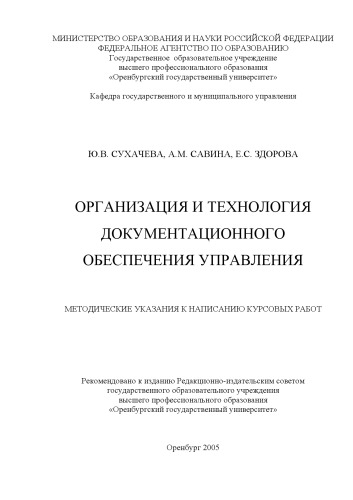 МИНИСТЕРСТВО ОБРАЗОВАНИЯ И НАУКИ РОССИЙСКОЙ ФЕДЕРАЦИИ
ФЕДЕРАЛЬНОЕ АГЕНТСТВО ПО ОБРАЗОВАНИЮ
Государственное образовательное учреждение
высшего профессионального образования
«Оренбургский государственный университет»
Кафедра государственного и муниципального управления
Ю.В. СУХАЧЕВА, А.М. САВИНА, Е.С. ЗДОРОВА
ОРГАНИЗАЦИЯ И ТЕХНОЛОГИЯ
ДОКУМЕНТАЦИОННОГО
ОБЕСПЕЧЕНИЯ УПРАВЛЕНИЯ
МЕТОДИЧЕСКИЕ УКАЗАНИЯ К НАПИСАНИЮ КУРСОВЫХ РАБОТ
Рекомендовано к изданию Редакционно-издательским советом
государственного образовательного учреждения
высшего профессионального образования
«Оренбургский государственный университет»
Оренбург 2005